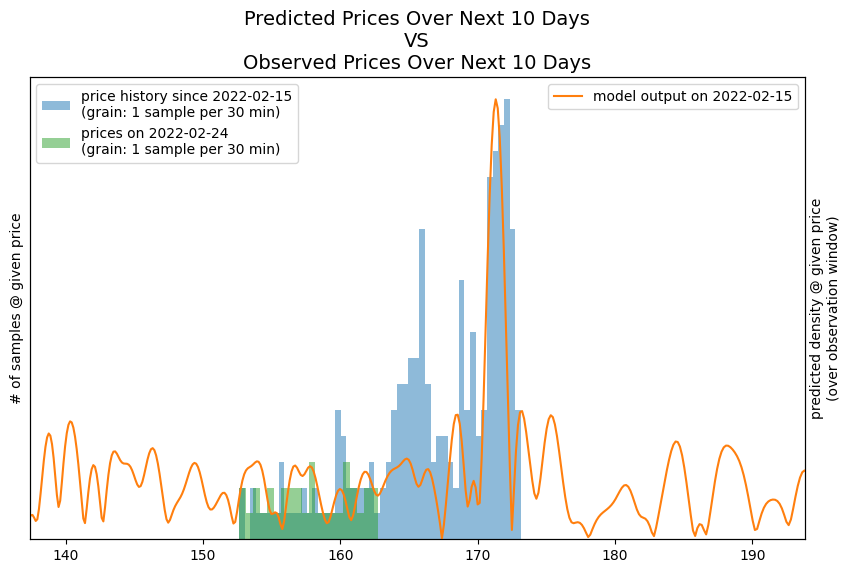 Predicted Prices Over Next 10 Days
VS
Observed Prices Over Next 10 Days
price history since 2022-02-15
(grain: 1 sample per 30 min)
prices on 2022-02-24
(grain: 1 sample per 30 min)
model output on 2022-02-15
# of samples @ given price
predicted density @ given price
(over observation window)
140 150 160 170 180 190